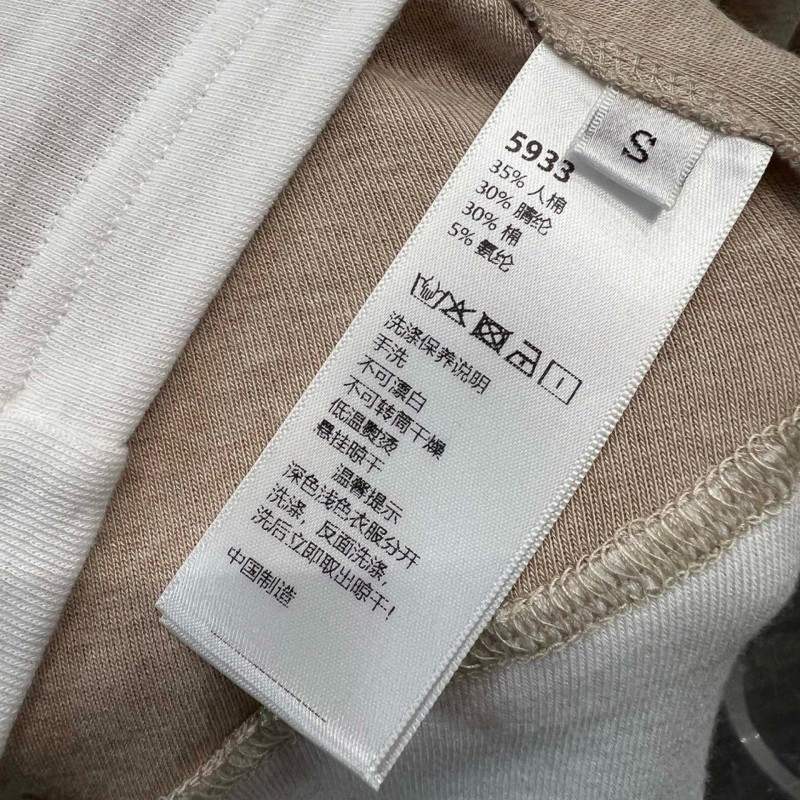 S
5933
35% 人棉
30% 腈纶
30% 棉
5% 氨纶
洗涤保养说明
手洗
不可漂白
不可转筒干燥
低温熨烫
悬挂晾干
温馨提示
深色浅色衣服分开
洗涤，反面洗涤，
洗后立即取出晾干！
中国制造